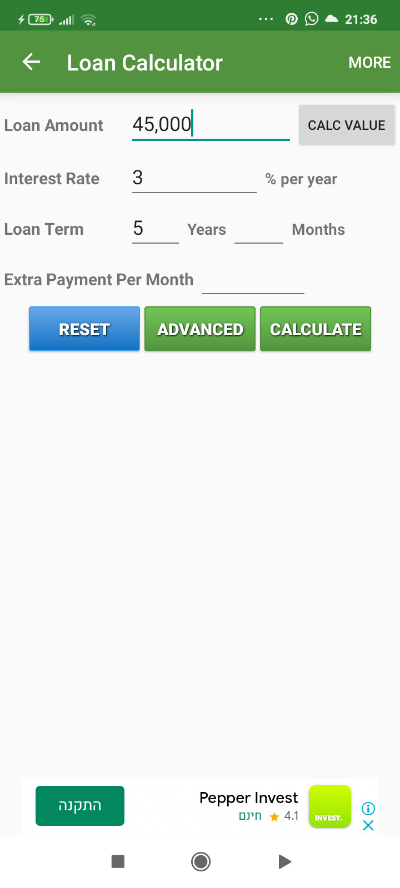 75 ... 21:36
Loan Calculator MORE
Loan Amount 45,000 CALC VALUE
Interest Rate 3 % per year
Loan Term 5 Years Months
Extra Payment Per Month
RESET ADVANCED CALCULATE
התקנה Pepper Invest
חינם 4.1
INVEST.